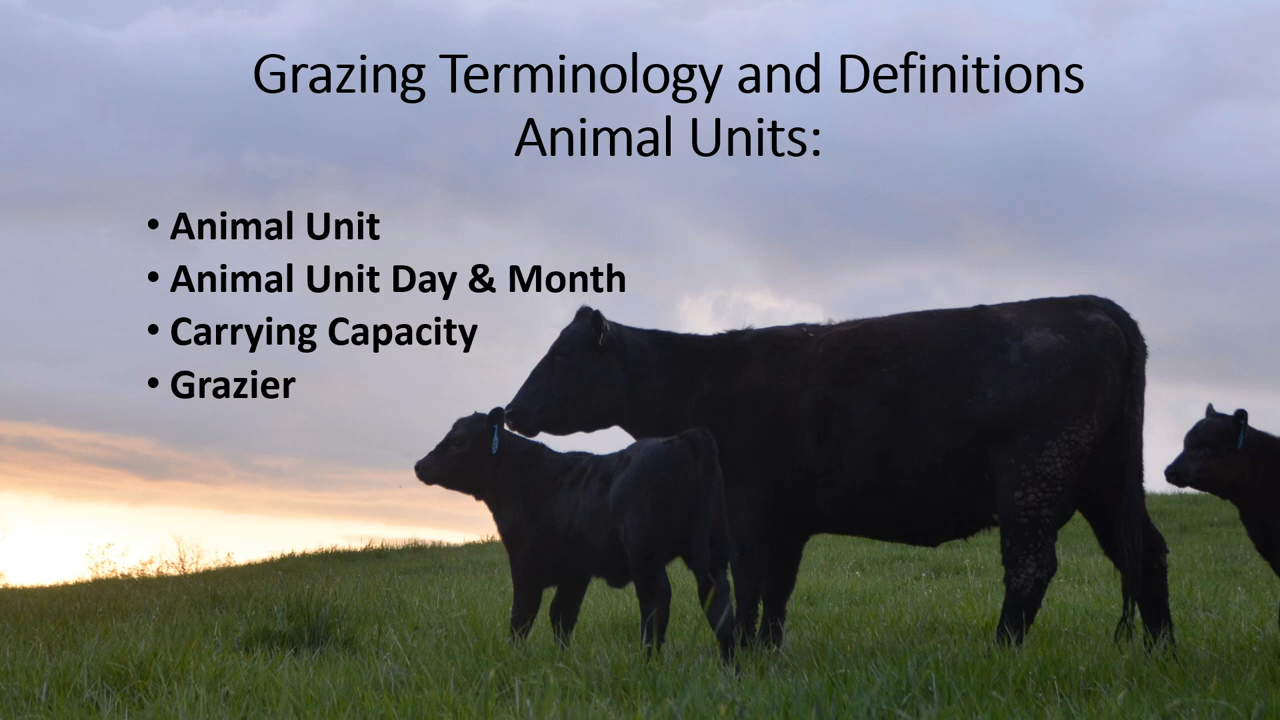 Grazing Terminology and Definitions
Animal Units:
• Animal Unit
• Animal Unit Day & Month
• Carrying Capacity
• Grazier